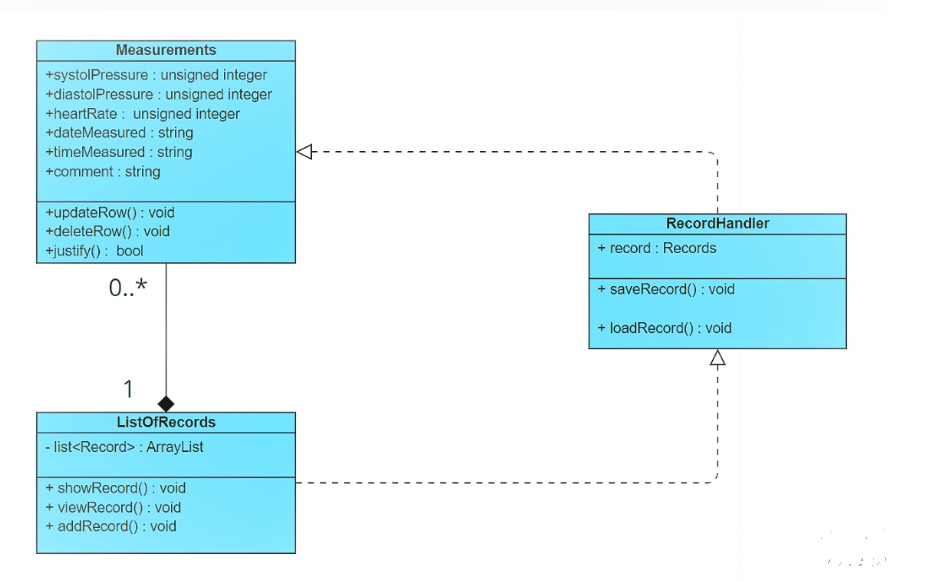 Measurements
+systolPressure : unsigned integer
+diastolPressure : unsigned integer
+heartRate : unsigned integer
+dateMeasured : string
+timeMeasured : string
+comment : string
+updateRow() : void
+deleteRow() : void
+justify() : bool
0..*
1
ListOfRecords
- list<Record> : ArrayList
+ showRecord() : void
+ viewRecord() : void
+ addRecord() : void
RecordHandler
+ record : Records
+ saveRecord() : void
+ loadRecord() : void